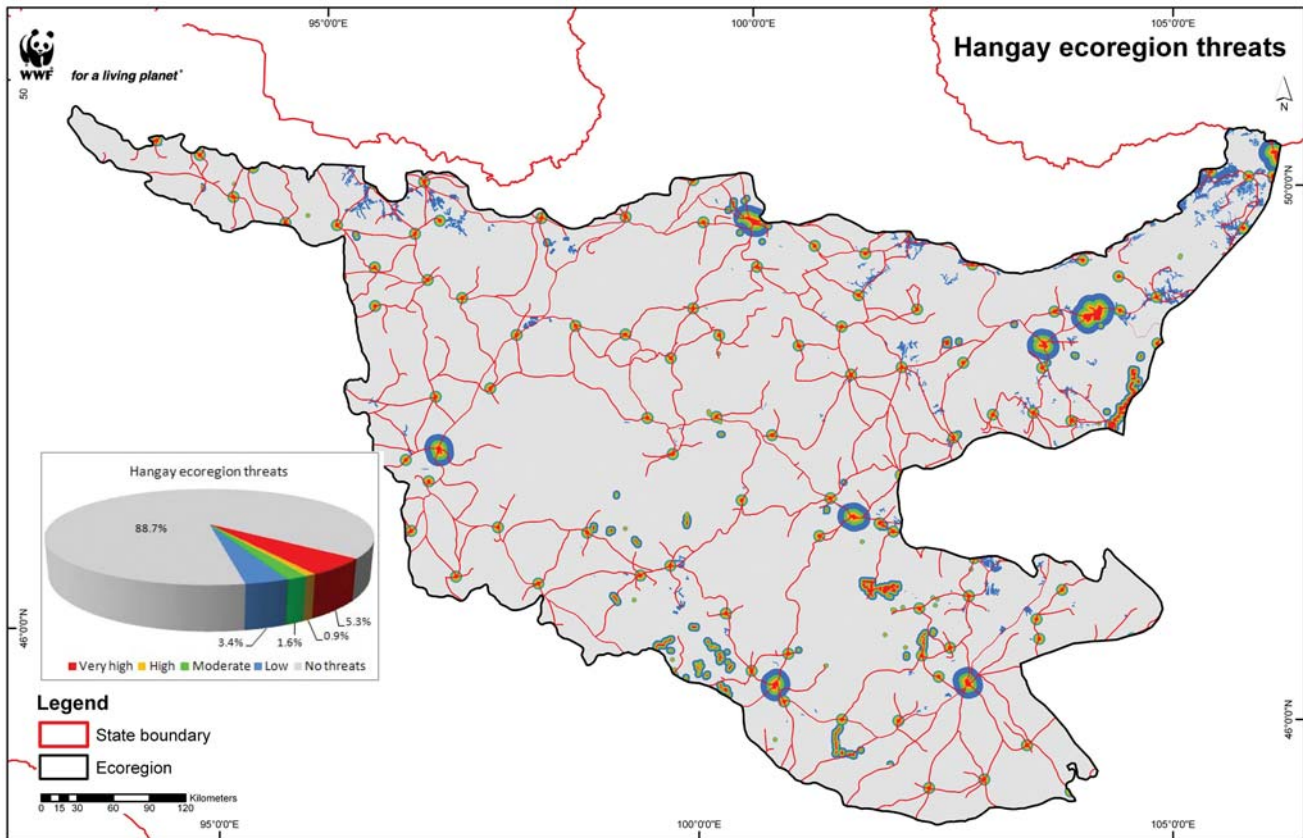 95°0'0"E
100°0'0"E
105°0'0"E
WWF
for a living planet®
Hangay ecoregion threats
N
50
50°0'0"N
Hangay ecoregion threats
88.7%
5.3%
0.9%
1.6%
3.4%
Very high High Moderate Low No threats
46°0'0"N
46°0'0"N
Legend
State boundary
Ecoregion
Kilometers
0 15 30 60 90 120
95°0'0"E
100°0'0"E
105°0'0"E